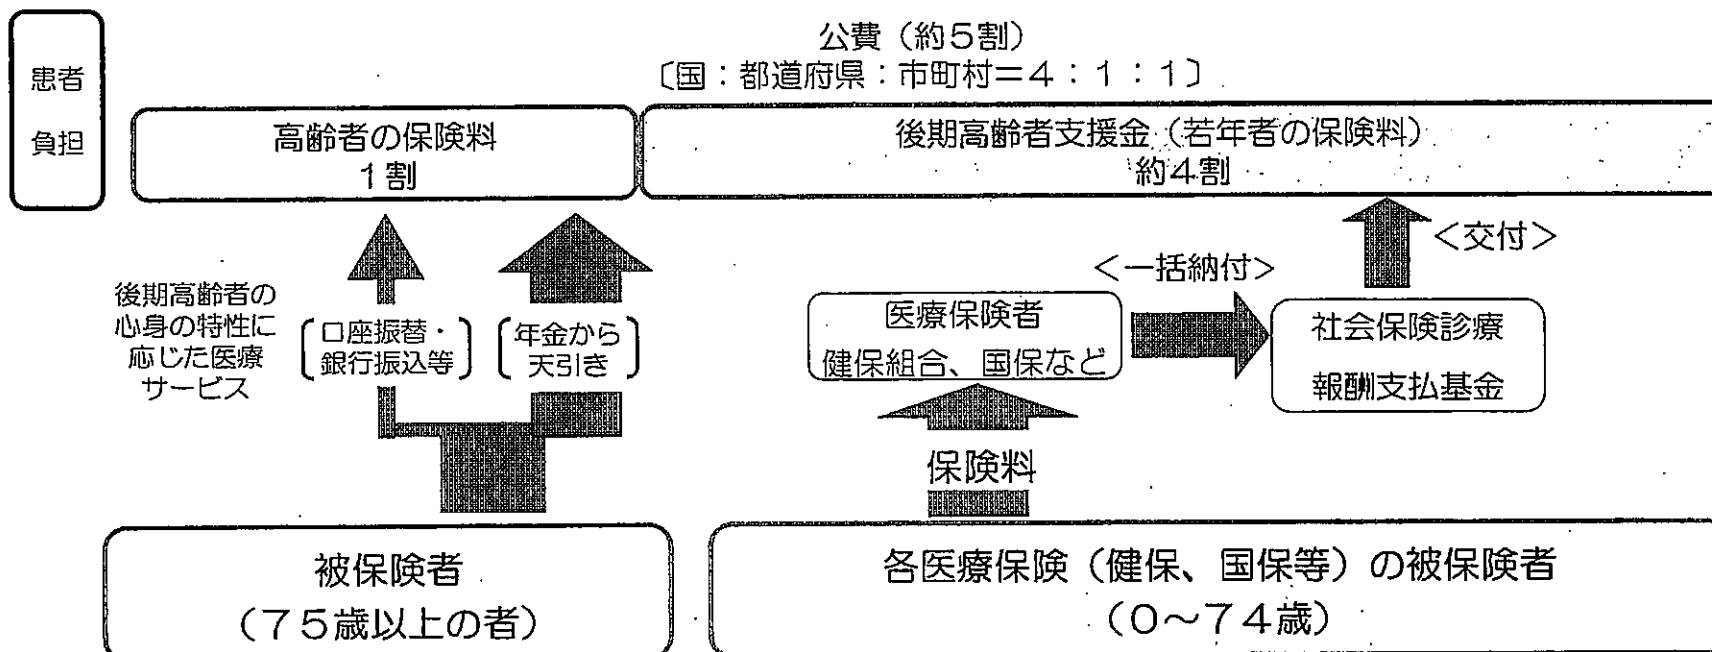 患者
負担
公費（約５割）
〔国：都道府県：市町村＝４：１：１〕
高齢者の保険料
１割
後期高齢者支援金（若年者の保険料）
約４割
＜交付＞
＜一括納付＞
後期高齢者の
心身の特性に
応じた医療
サービス
口座振替・
銀行振込等
年金から
天引き
医療保険者
健保組合、国保など
社会保険診療
報酬支払基金
保険料
被保険者
（７５歳以上の者）
各医療保険（健保、国保等）の被保険者
（０～７４歳）